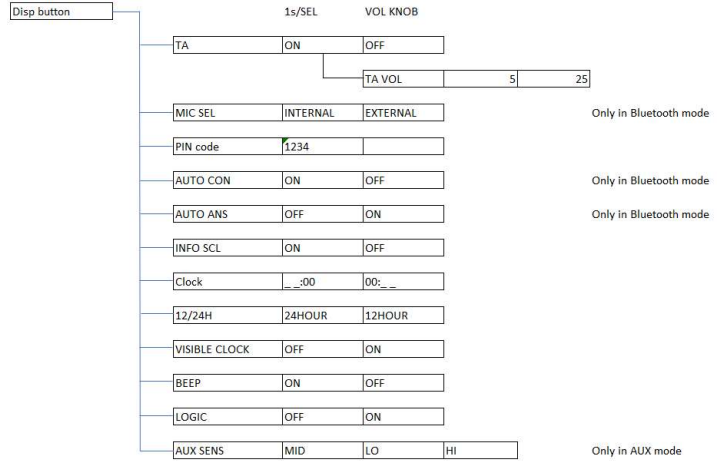 Disp button 1s/SEL VOL KNOB
TA ON OFF
TA VOL 5 25
MIC SEL INTERNAL EXTERNAL Only in Bluetooth mode
PIN code 1234
AUTO CON ON OFF Only in Bluetooth mode
AUTO ANS OFF ON Only in Bluetooth mode
INFO SCL ON OFF
Clock _ _:00 00:_ _
12/24H 24HOUR 12HOUR
VISIBLE CLOCK OFF ON
BEEP ON OFF
LOGIC OFF ON
AUX SENS MID LO HI Only in AUX mode